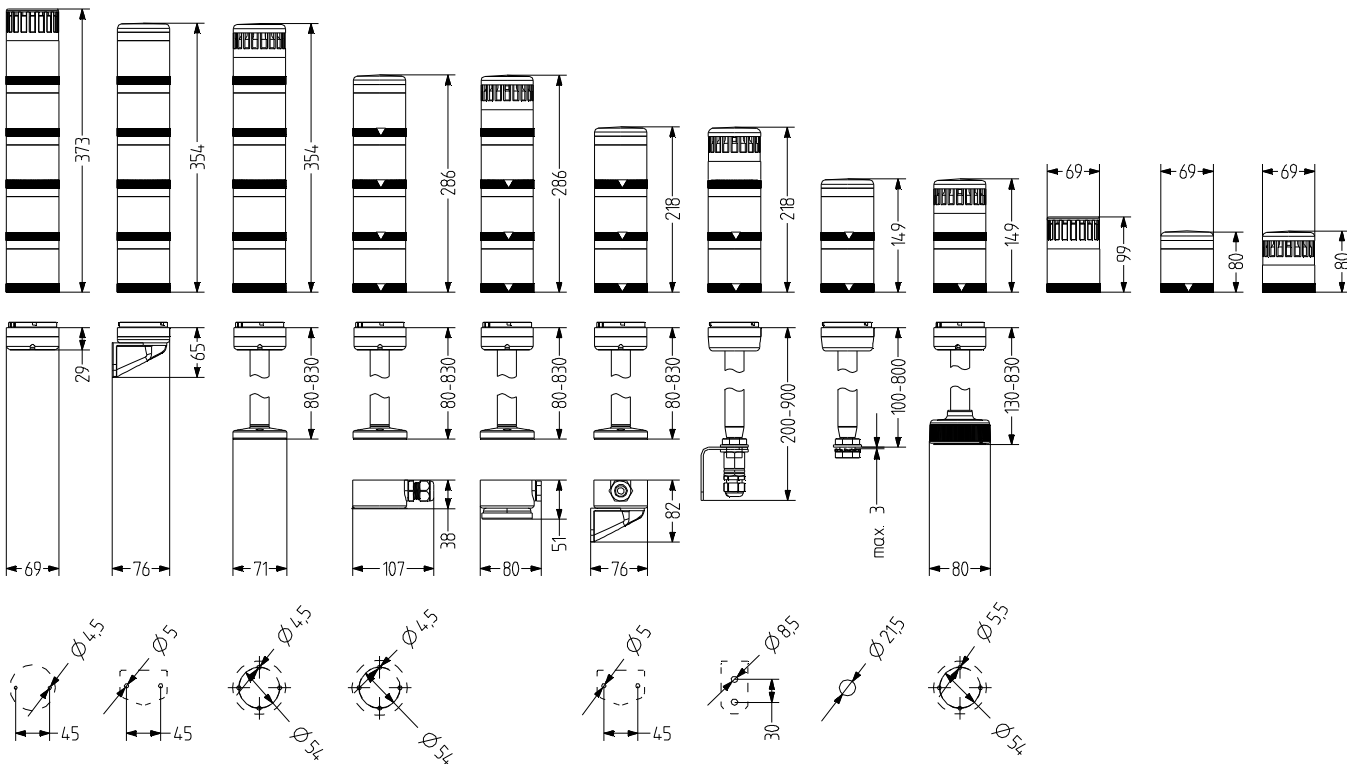 69 69 69
373 354 354 286 286 218 218 149 149 99 80 80
29 65 80-830 80-830 80-830 80-830 200-900 100-800 130-830
38 51 82 max. 3
69 76 71 107 80 76 80
Ø4,5 Ø5 Ø4,5 Ø4,5 Ø5 Ø8,5 Ø21,5 Ø5,5
45 45 Ø54 Ø54 45 30 Ø54